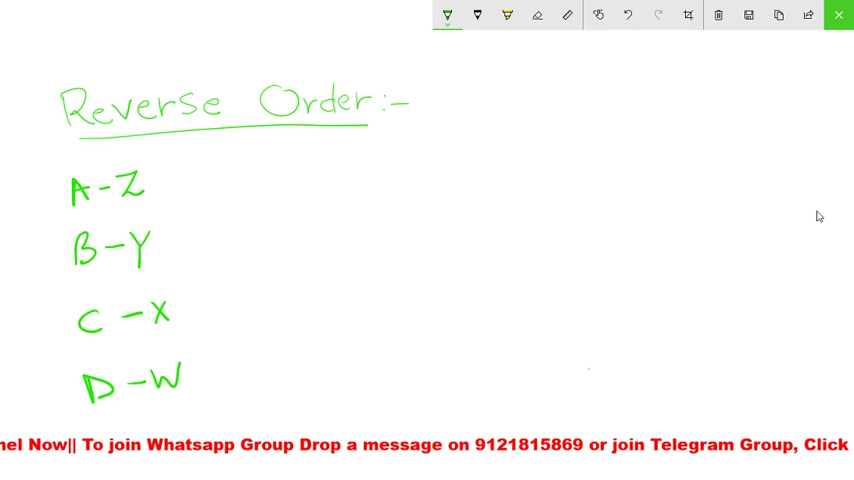 Reverse Order:-
A-Z
B-Y
C-X
D-W
nel Now|| To join Whatsapp Group Drop a message on 9121815869 or join Telegram Group, Click